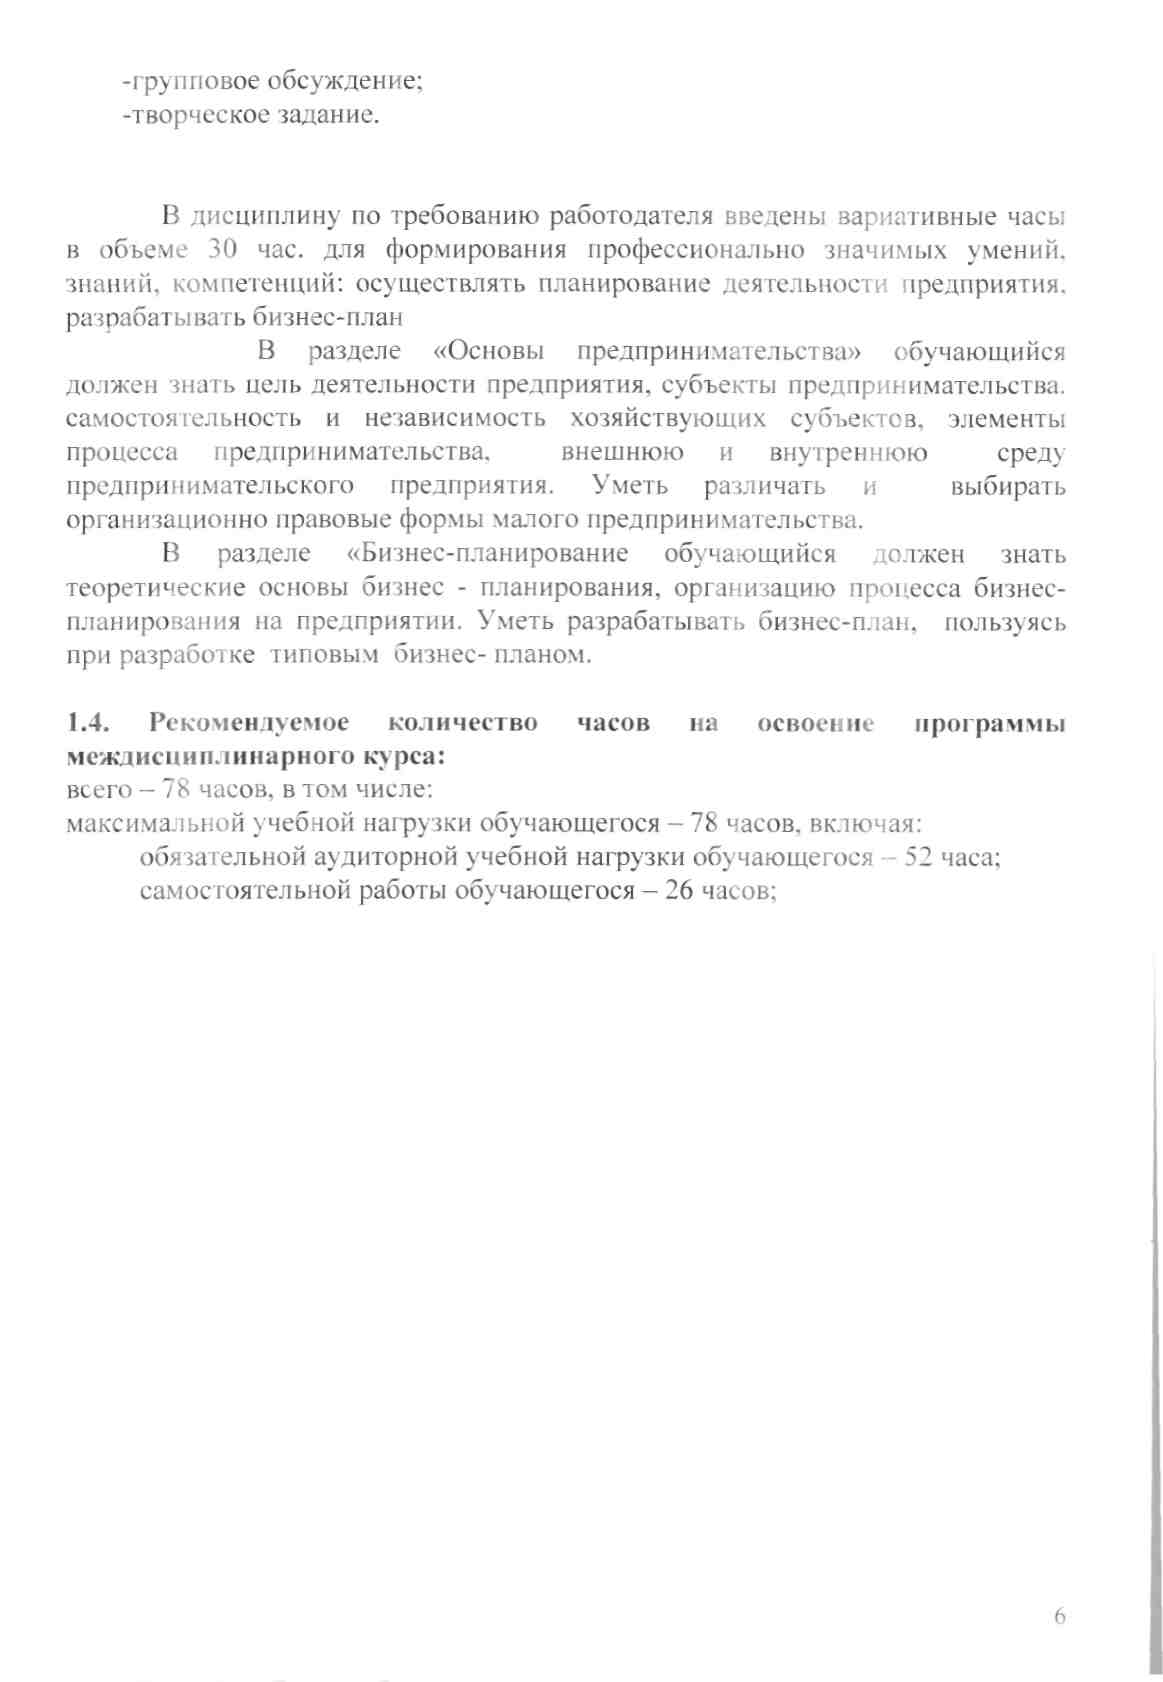 -групповое обсуждение;
-творческое задание.
В дисциплину по требованию работодателя введены вариативные часы
в объеме 30 час. для формирования профессионально значимых умений,
знаний, компетенций: осуществлять планирование деятельности предприятия,
разрабатывать бизнес-план
В разделе «Основы предпринимательства» обучающийся
должен знать цель деятельности предприятия, субъекты предпринимательства.
самостоятельность и независимость хозяйствующих субъектов, элементы
процесса предпринимательства, внешнюю и внутреннюю среду
предпринимательского предприятия. Уметь различать и выбирать
организационно правовые формы малого предпринимательства.
В разделе «Бизнес-планирование обучающийся должен знать
теоретические основы бизнес - планирования, организацию процесса бизнес-
планирования на предприятии. Уметь разрабатывать бизнес-план, пользуясь
при разработке типовым бизнес- планом.
1.4. Рекомендуемое количество часов на освоение программы
междисциплинарного курса:
всего – 78 часов, в том числе:
максимальной учебной нагрузки обучающегося – 78 часов, включая:
обязательной аудиторной учебной нагрузки обучающегося – 52 часа;
самостоятельной работы обучающегося – 26 часов;
6